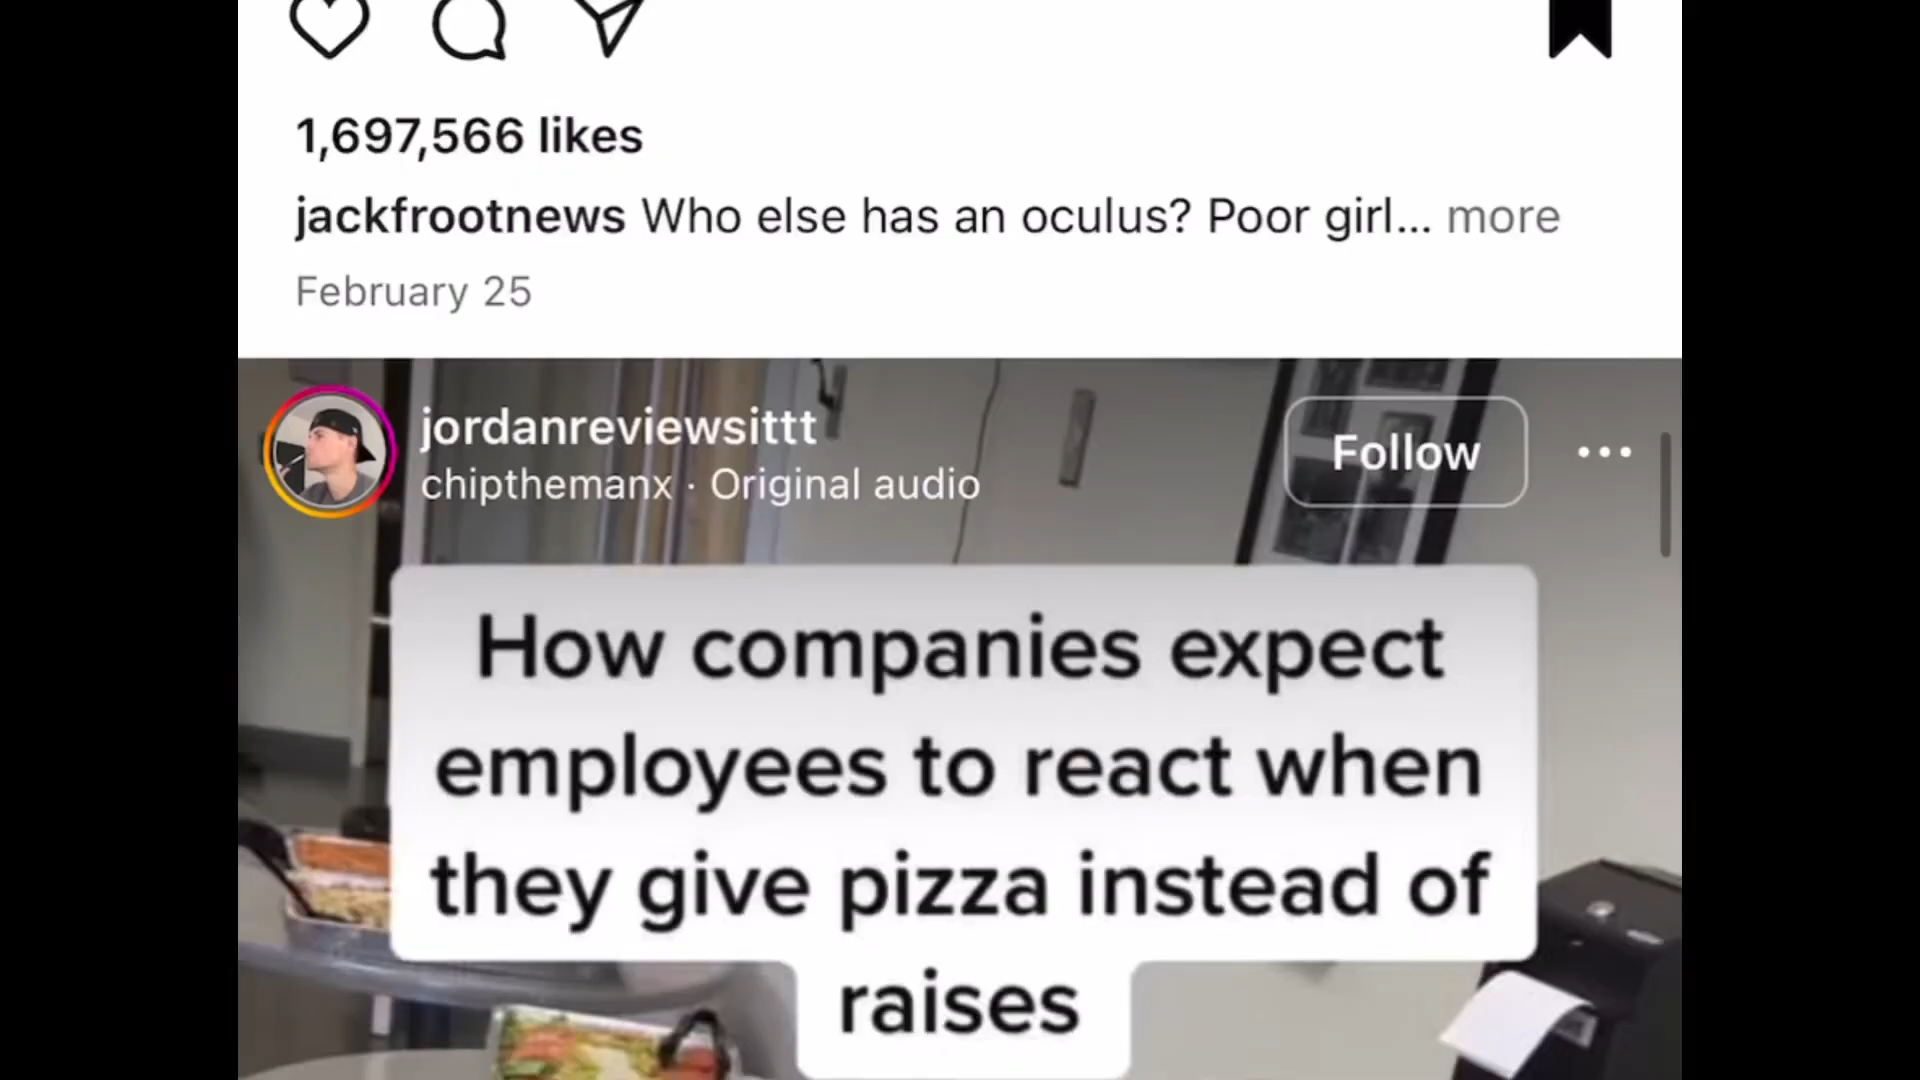 1,697,566 likes
jackfrootnews Who else has an oculus? Poor girl... more
February 25
jordanreviewsittt
chipthemanx · Original audio
Follow
How companies expect
employees to react when
they give pizza instead of
raises